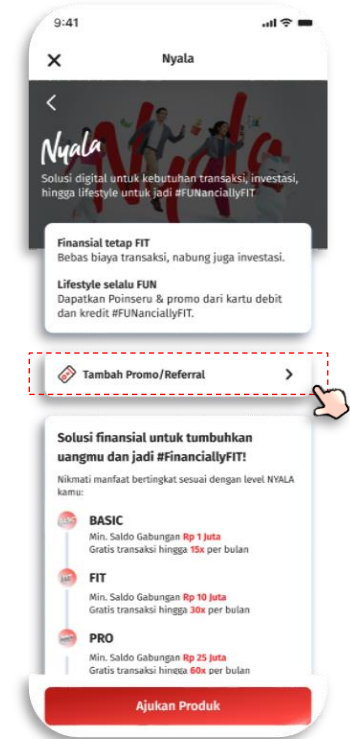 9:41
Nyala
Nyala
Nyala
Solusi digital untuk kebutuhan transaksi, investasi,
hingga lifestyle untuk jadi #FUNanciallyFIT
Finansial tetap FIT
Bebas biaya transaksi, nabung juga investasi.
Lifestyle selalu FUN
Dapatkan Poinseru & promo dari kartu debit
dan kredit #FUNanciallyFIT.
Tambah Promo/Referral
Solusi finansial untuk tumbuhkan
uangmu dan jadi #FinanciallyFIT!
Nikmati manfaat bertingkat sesuai dengan level NYALA
kamu:
BASIC
Min. Saldo Gabungan Rp 1 Juta
Gratis transaksi hingga 15x per bulan
FIT
Min. Saldo Gabungan Rp 10 Juta
Gratis transaksi hingga 30x per bulan
PRO
Min. Saldo Gabungan Rp 25 Juta
Gratis transaksi hingga 60x per bulan
Ajukan Produk